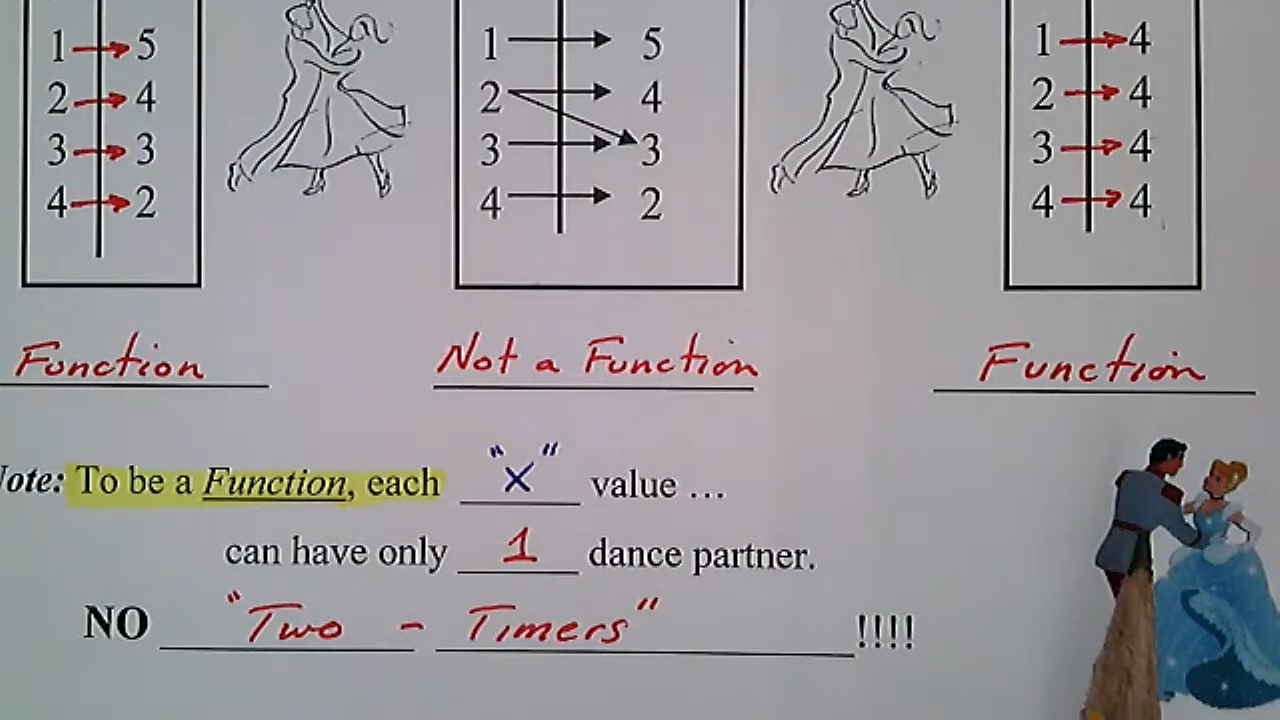 1 → 5 1 → 5 1 → 4
2 → 4 2 → 4 2 → 4
3 → 3 3 → 3 3 → 4
4 → 2 4 → 2 4 → 4
Function Not a Function Function
Note: To be a Function, each "X" value ...
can have only 1 dance partner.
NO "Two - Timers" !!!!